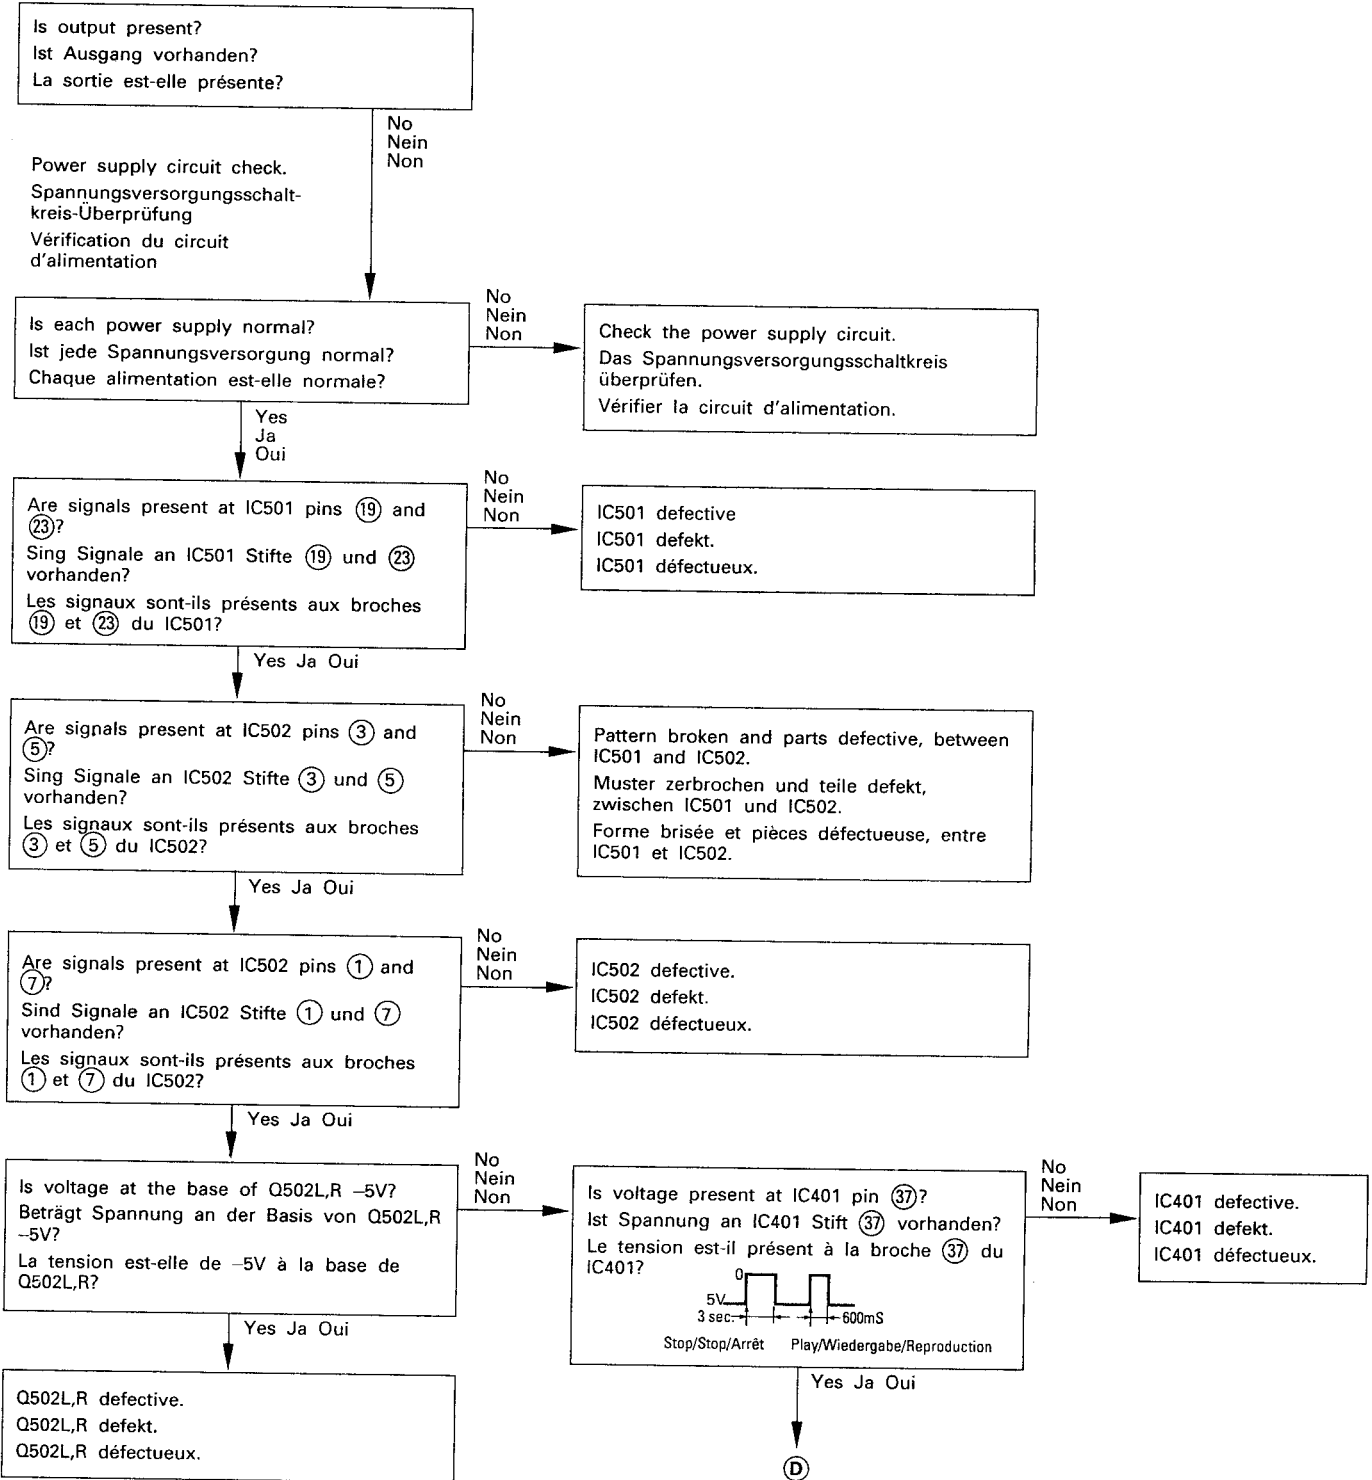 Is output present?
Ist Ausgang vorhanden?
La sortie est-elle présente?
No
Nein
Non
Power supply circuit check.
Spannungsversorgungsschalt-
kreis-Überprüfung
Vérification du circuit
d'alimentation
Is each power supply normal?
Ist jede Spannungsversorgung normal?
Chaque alimentation est-elle normale?
No
Nein
Non
Check the power supply circuit.
Das Spannungsversorgungsschaltkreis
überprüfen.
Vérifier la circuit d'alimentation.
Yes
Ja
Oui
Are signals present at IC501 pins ⑲ and
㉓?
Sing Signale an IC501 Stifte ⑲ und ㉓
vorhanden?
Les signaux sont-ils présents aux broches
⑲ et ㉓ du IC501?
No
Nein
Non
IC501 defective
IC501 defekt.
IC501 défectueux.
Yes Ja Oui
Are signals present at IC502 pins ③ and
⑤?
Sing Signale an IC502 Stifte ③ und ⑤
vorhanden?
Les signaux sont-ils présents aux broches
③ et ⑤ du IC502?
No
Nein
Non
Pattern broken and parts defective, between
IC501 and IC502.
Muster zerbrochen und teile defekt,
zwischen IC501 und IC502.
Forme brisée et pièces défectueuse, entre
IC501 et IC502.
Yes Ja Oui
Are signals present at IC502 pins ① and
⑦?
Sind Signale an IC502 Stifte ① und ⑦
vorhanden?
Les signaux sont-ils présents aux broches
① et ⑦ du IC502?
No
Nein
Non
IC502 defective.
IC502 defekt.
IC502 défectueux.
Yes Ja Oui
Is voltage at the base of Q502L,R –5V?
Beträgt Spannung an der Basis von Q502L,R
–5V?
La tension est-elle de –5V à la base de
Q502L,R?
No
Nein
Non
Is voltage present at IC401 pin ㊲?
Ist Spannung an IC401 Stift ㊲ vorhanden?
Le tension est-il présent à la broche ㊲ du
IC401?
0
5V
3 sec. 600mS
Stop/Stop/Arrêt Play/Wiedergabe/Reproduction
No
Nein
Non
IC401 defective.
IC401 defekt.
IC401 défectueux.
Yes Ja Oui
Yes Ja Oui
Q502L,R defective.
Q502L,R defekt.
Q502L,R défectueux.
Ⓓ